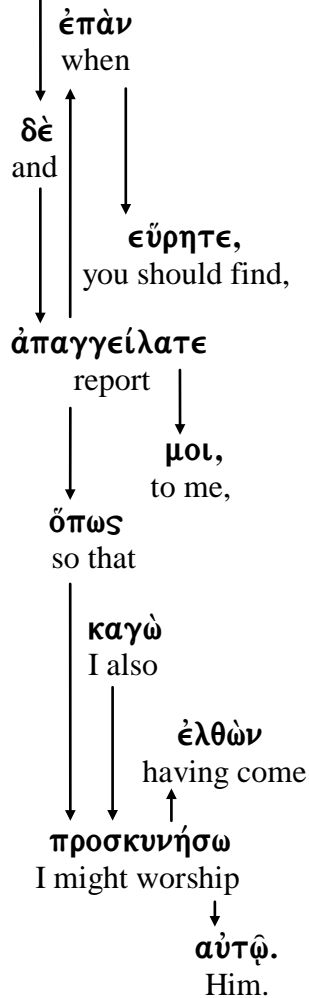 ἐπὰν
when
δὲ
and
εὕρητε,
you should find,
ἀπαγγείλατε
report
μοι,
to me,
ὅπως
so that
καγὼ
I also
ἐλθὼν
having come
προσκυνήσω
I might worship
αὐτῷ.
Him.